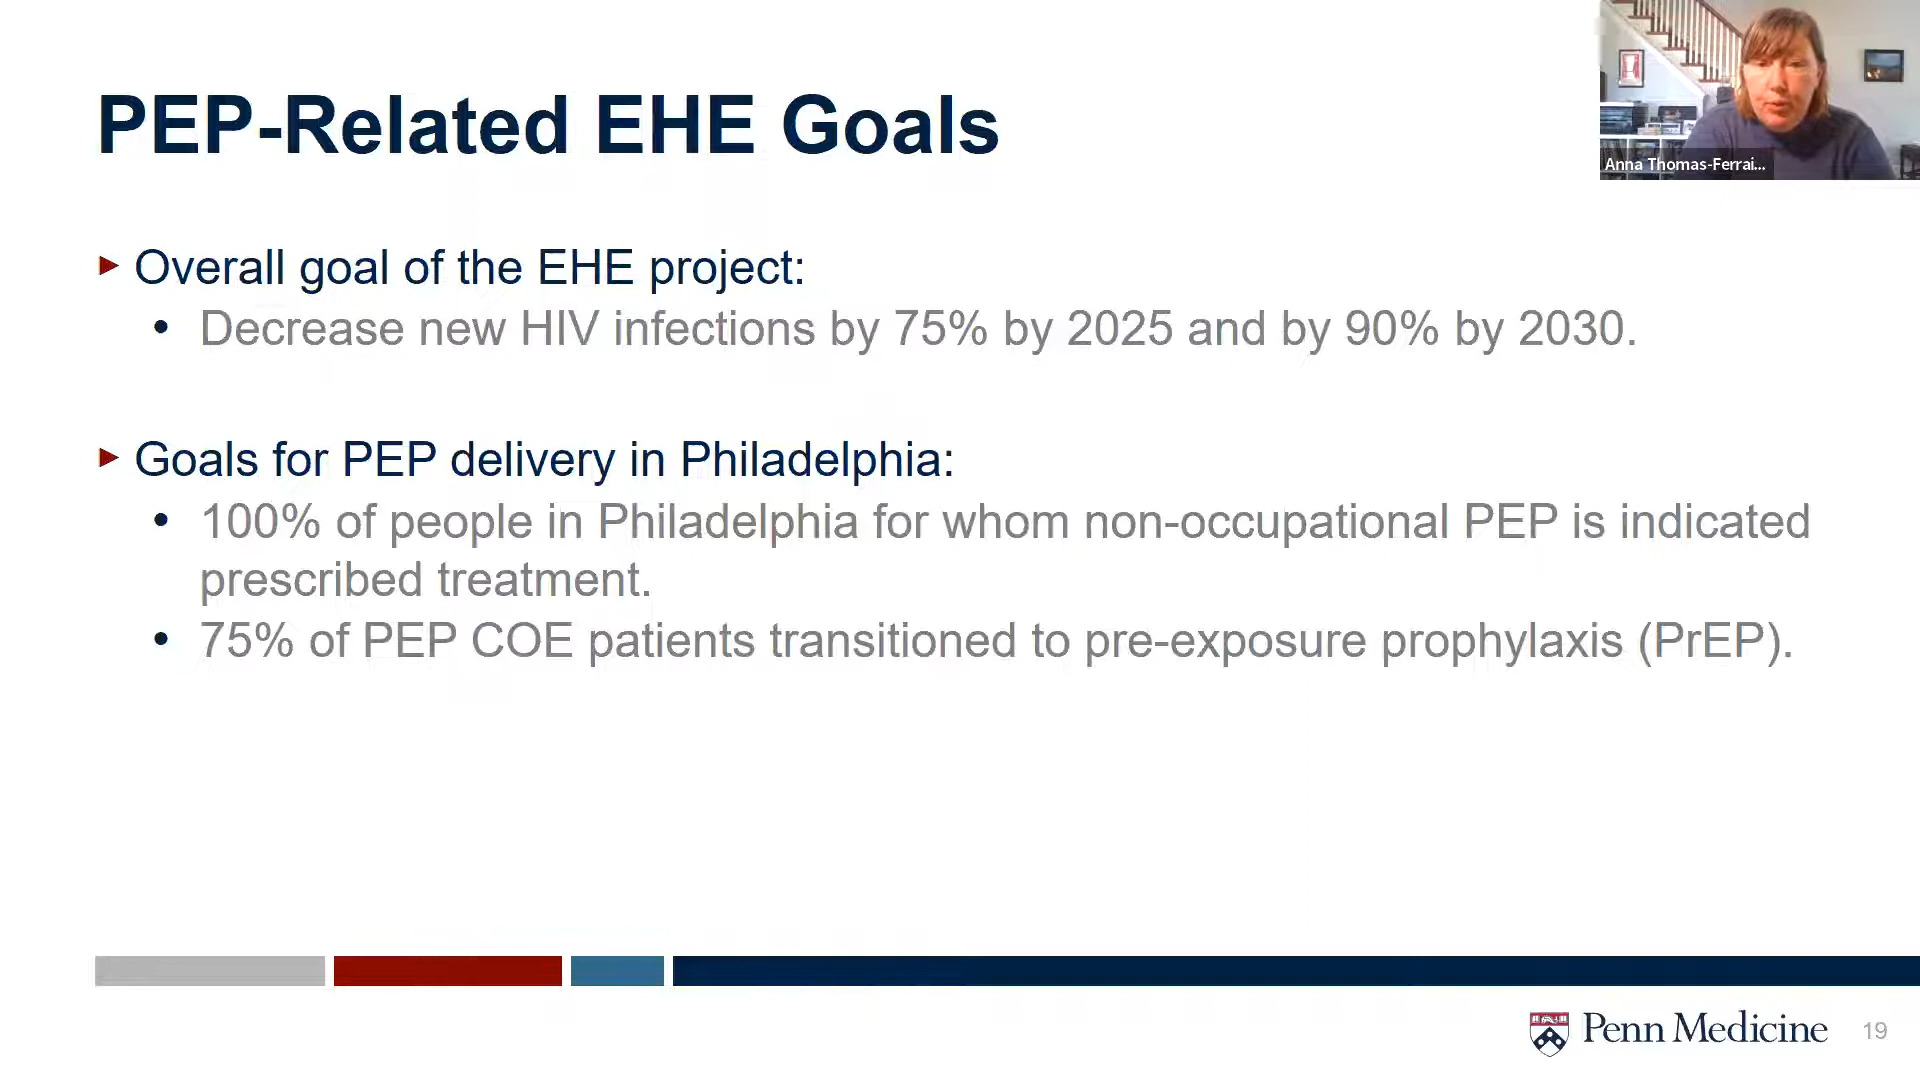 PEP-Related EHE Goals
Anna Thomas-Ferrai...
Overall goal of the EHE project:
Decrease new HIV infections by 75% by 2025 and by 90% by 2030.
Goals for PEP delivery in Philadelphia:
100% of people in Philadelphia for whom non-occupational PEP is indicated
prescribed treatment.
75% of PEP COE patients transitioned to pre-exposure prophylaxis (PrEP).
Penn Medicine
19